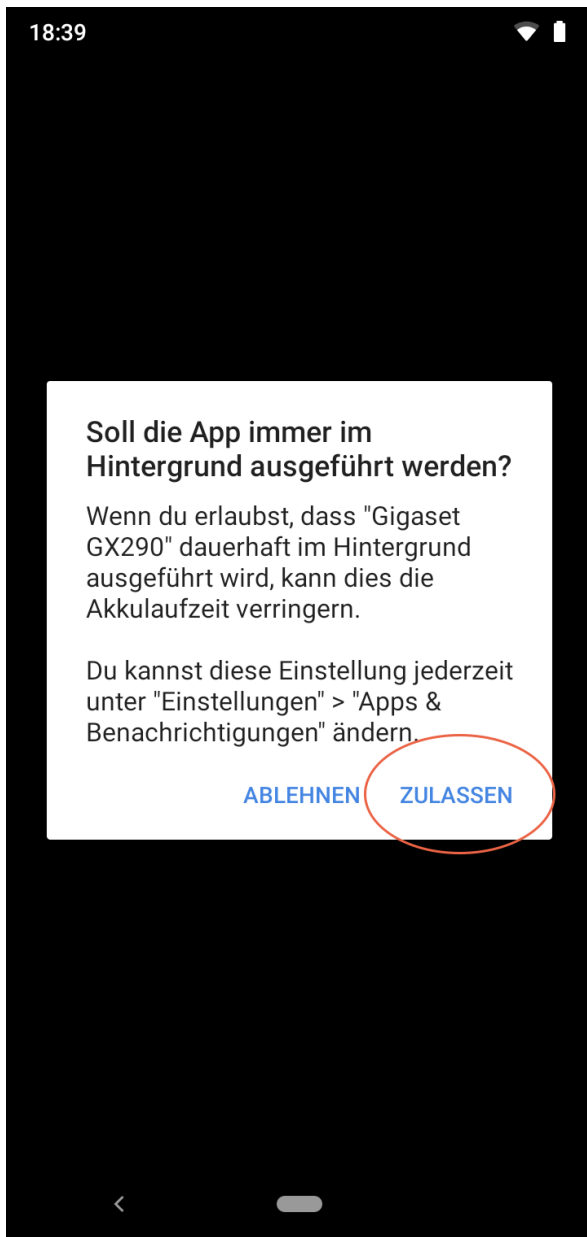 18:39
Soll die App immer im
Hintergrund ausgeführt werden?
Wenn du erlaubst, dass "Gigaset
GX290" dauerhaft im Hintergrund
ausgeführt wird, kann dies die
Akkulaufzeit verringern.
Du kannst diese Einstellung jederzeit
unter "Einstellungen" > "Apps &
Benachrichtigungen" ändern.
ABLEHNEN ZULASSEN